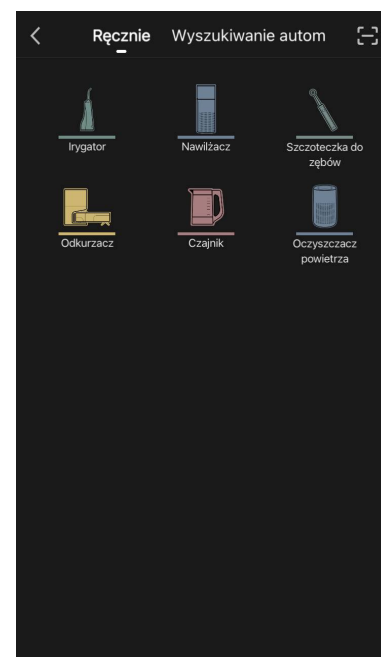 Ręcznie Wyszukiwanie autom
Irygator Nawilżacz Szczoteczka do
zębów
Odkurzacz Czajnik Oczyszczacz
powietrza